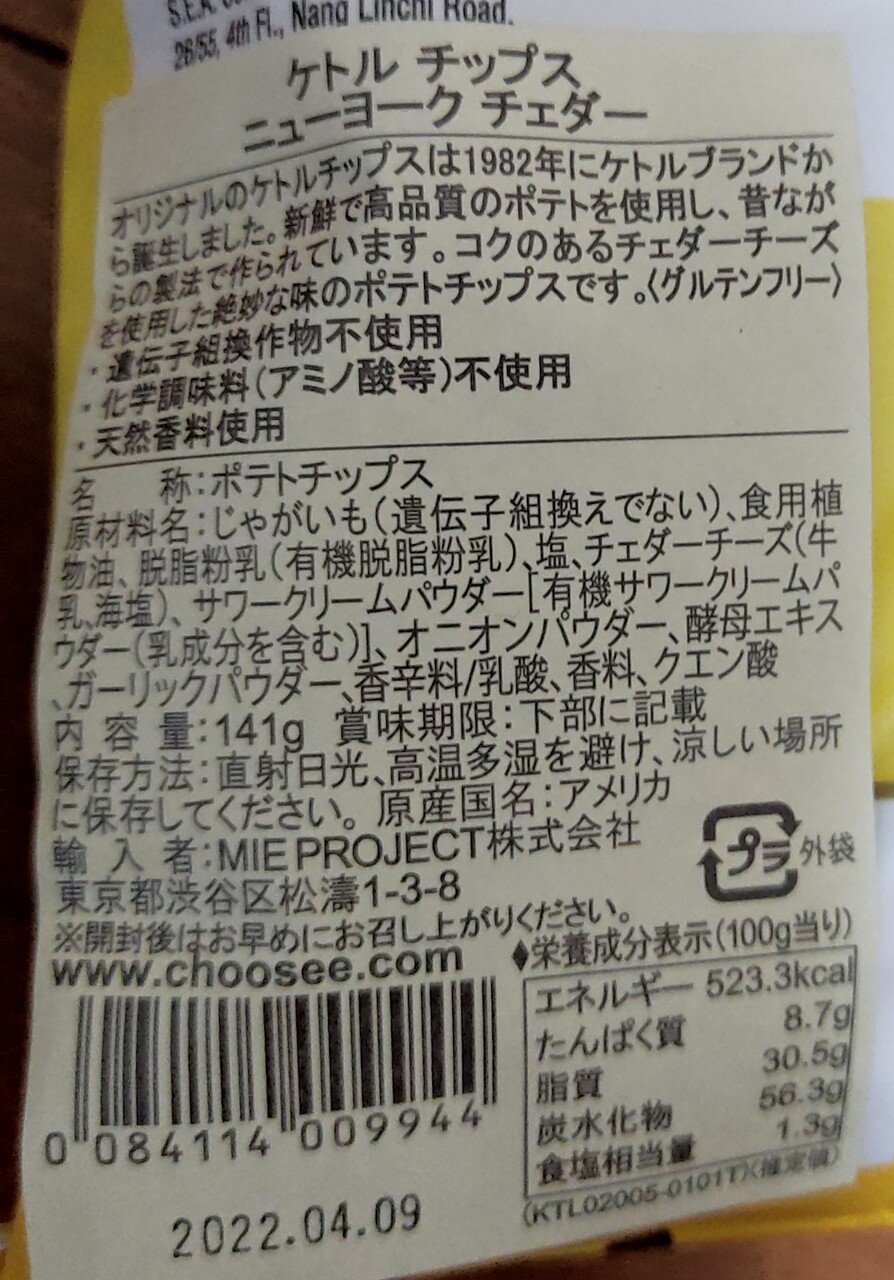 26/55, 4th Fl., Nang Linchi Road.
ケトル チップス
ニューヨーク チェダー
オリジナルのケトルチップスは1982年にケトルブランドか
ら誕生しました。新鮮で高品質のポテトを使用し、昔なが
らの製法で作られています。コクのあるチェダーチーズ
を使用した絶妙な味のポテトチップスです。〈グルテンフリー〉
・遺伝子組換作物不使用
・化学調味料(アミノ酸等)不使用
・天然香料使用
名 称:ポテトチップス
原材料名:じゃがいも(遺伝子組換えでない)、食用植
物油、脱脂粉乳(有機脱脂粉乳)、塩、チェダーチーズ(牛
乳、海塩)、サワークリームパウダー[有機サワークリームパ
ウダー(乳成分を含む)]、オニオンパウダー、酵母エキス
、ガーリックパウダー、香辛料/乳酸、香料、クエン酸
内 容 量:141g 賞味期限:下部に記載
保存方法:直射日光、高温多湿を避け、涼しい場所
に保存してください。原産国名:アメリカ
輸 入 者:MIE PROJECT株式会社
東京都渋谷区松濤1-3-8
プラ 外袋
※開封後はお早めにお召し上がりください。
www.choosee.com
♦栄養成分表示(100g当り)
エネルギー 523.3kcal
たんぱく質 8.7g
脂質 30.5g
炭水化物 56.3g
食塩相当量 1.3g
(KTL02005-0101T)(推定値)
0 084114 009944
2022.04.09